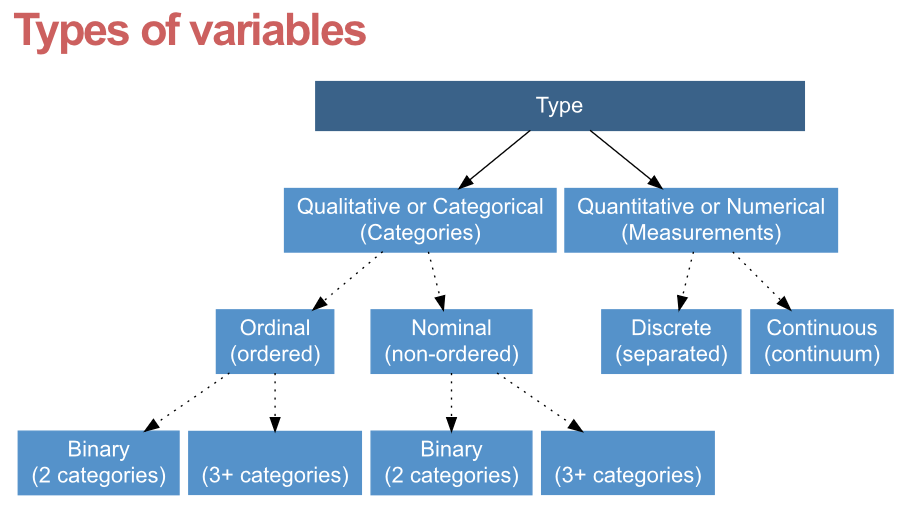 Types of variables
Type
Qualitative or Categorical
(Categories)
Quantitative or Numerical
(Measurements)
Ordinal
(ordered)
Nominal
(non-ordered)
Discrete
(separated)
Continuous
(continuum)
Binary
(2 categories)
(3+ categories)
Binary
(2 categories)
(3+ categories)